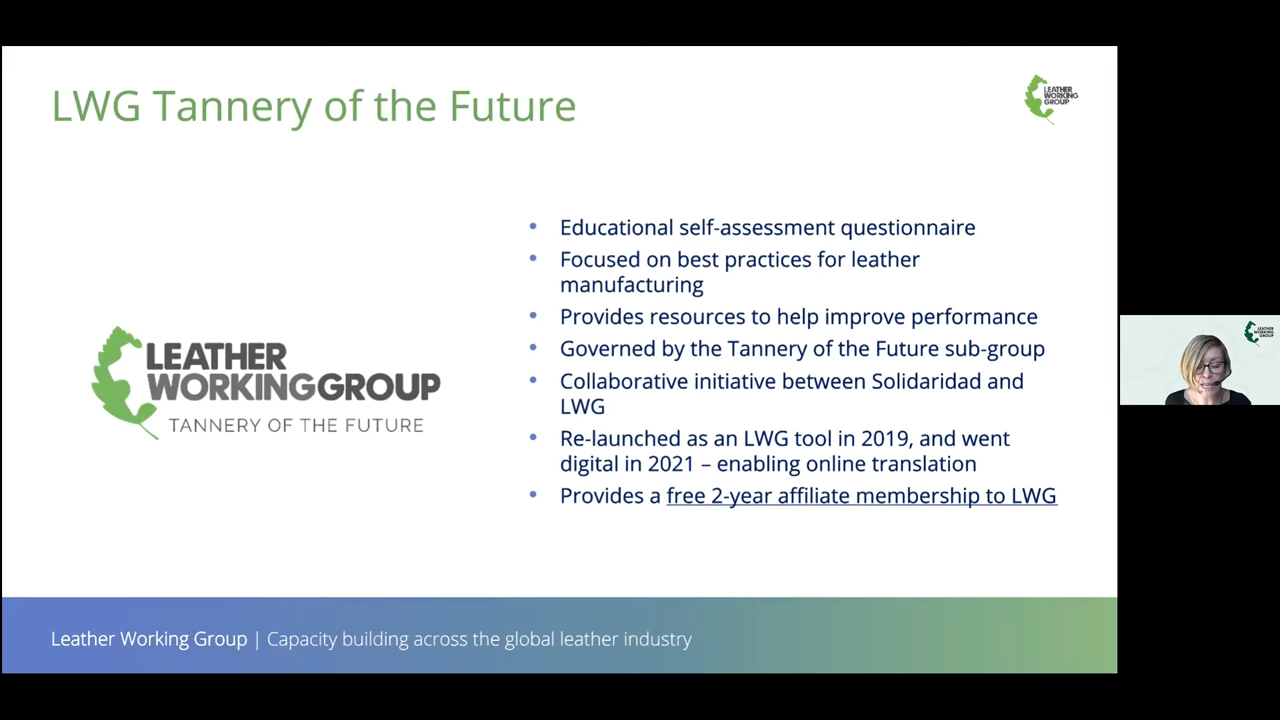 LWG Tannery of the Future
LEATHER
WORKING
GROUP
• Educational self-assessment questionnaire
• Focused on best practices for leather
manufacturing
• Provides resources to help improve performance
• Governed by the Tannery of the Future sub-group
• Collaborative initiative between Solidaridad and
LWG
• Re-launched as an LWG tool in 2019, and went
digital in 2021 – enabling online translation
• Provides a free 2-year affiliate membership to LWG
LEATHER
WORKINGGROUP
TANNERY OF THE FUTURE
LEATHER
WORKING
GROUP
Leather Working Group | Capacity building across the global leather industry